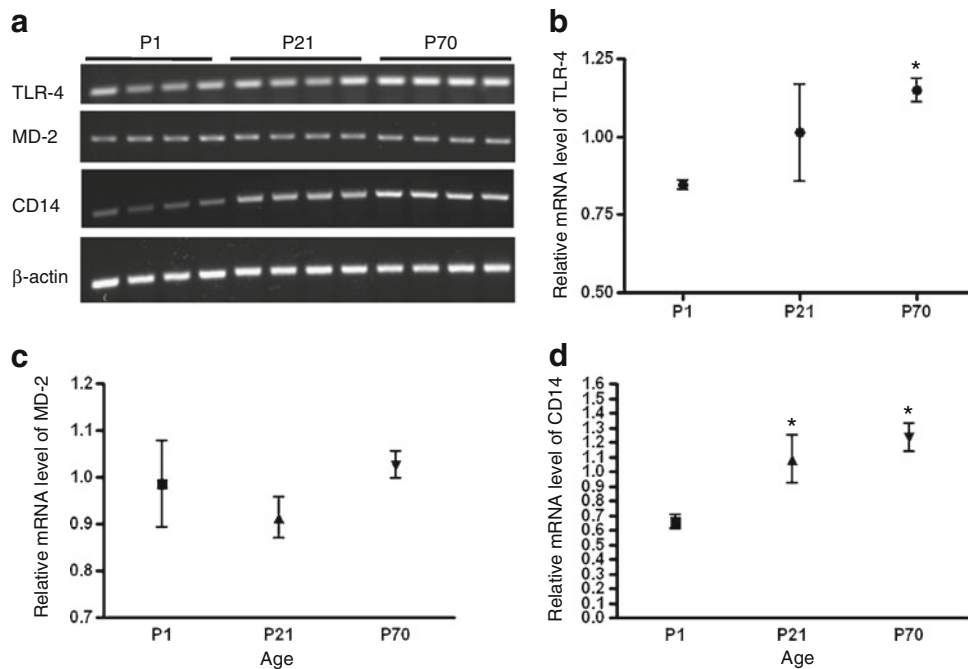 a
P1 P21 P70
TLR-4
MD-2
CD14
β-actin
b
Relative mRNA level of TLR-4
1.25
1.00
0.75
0.50
*
P1 P21 P70
c
Relative mRNA level of MD-2
1.2
1.1
1.0
0.9
0.8
0.7
P1 P21 P70
Age
d
Relative mRNA level of CD14
1.6
1.5
1.4
1.3
1.2
1.1
1.0
0.9
0.8
0.7
0.6
0.5
0.4
0.3
0.2
0.1
0.0
* *
P1 P21 P70
Age